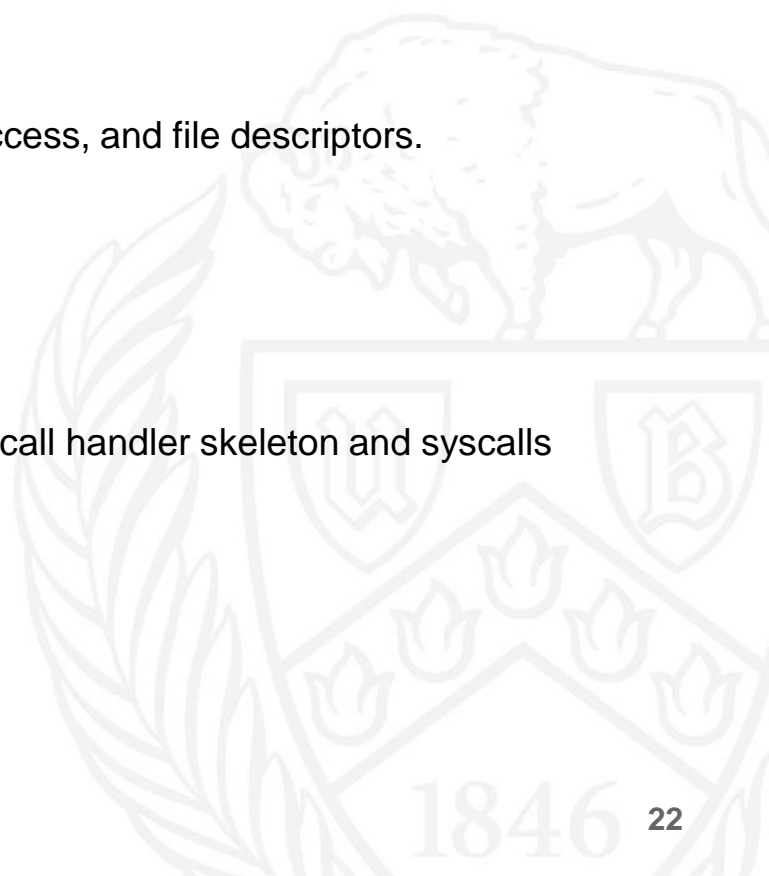 ccess, and file descriptors.
call handler skeleton and syscalls
U B
1846
22